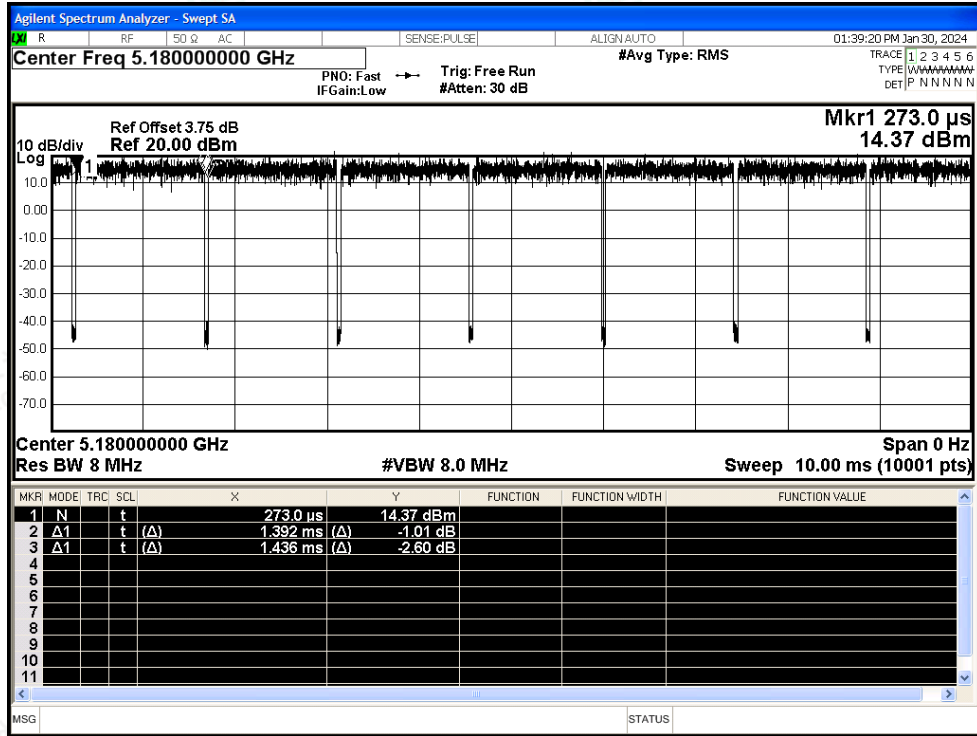 Agilent Spectrum Analyzer - Swept SA
LXI R RF 50 Ω AC SENSE:PULSE ALIGN AUTO 01:39:20 PM Jan 30, 2024
Center Freq 5.180000000 GHz
#Avg Type: RMS
TRACE 1 2 3 4 5 6
PNO: Fast Trig: Free Run
TYPE
IFGain:Low #Atten: 30 dB
DET P N N N N N
Mkr1 273.0 µs
14.37 dBm
Ref Offset 3.75 dB
10 dB/div Ref 20.00 dBm
Log
1
10.0
0.00
-10.0
-20.0
-30.0
-40.0
-50.0
-60.0
-70.0
Center 5.180000000 GHz Span 0 Hz
Res BW 8 MHz #VBW 8.0 MHz Sweep 10.00 ms (10001 pts)
MKR MODE TRC SCL X Y FUNCTION FUNCTION WIDTH FUNCTION VALUE
1 N t 273.0 µs 14.37 dBm
2 Δ1 t (Δ) 1.392 ms (Δ) -1.01 dB
3 Δ1 t (Δ) 1.436 ms (Δ) -2.60 dB
4
5
6
7
8
9
10
11
MSG STATUS